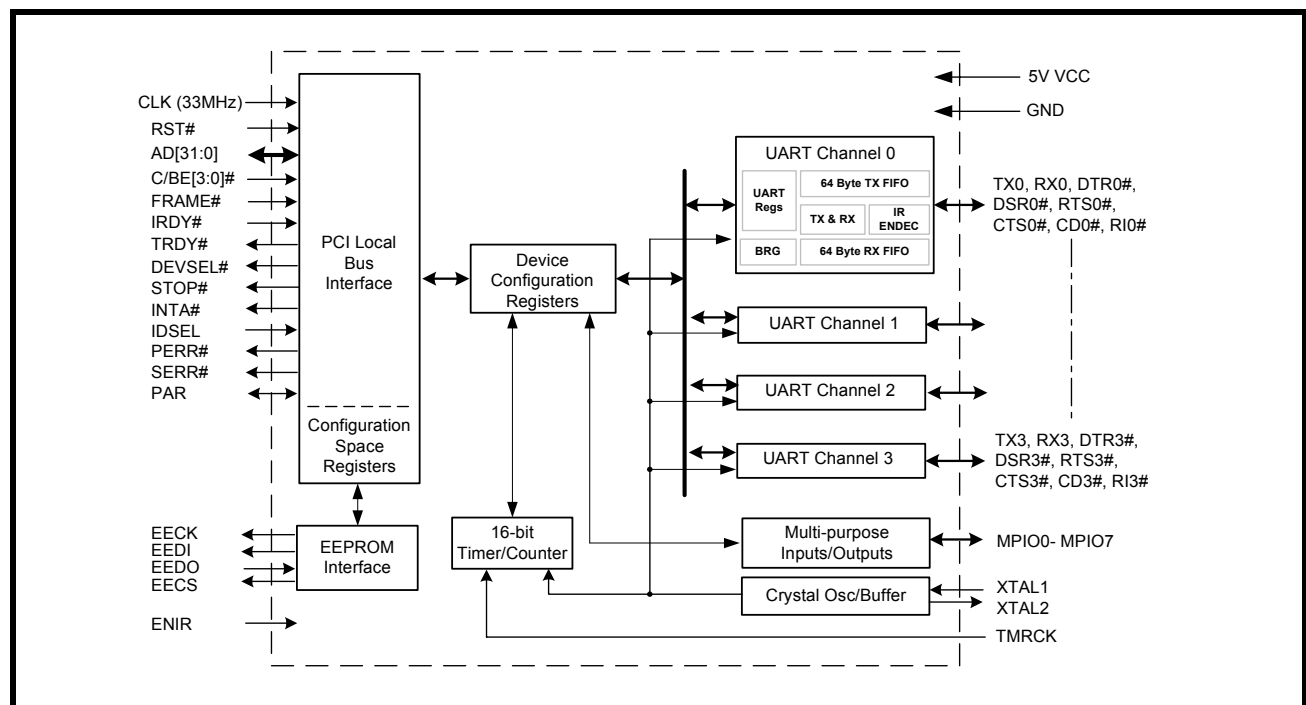 CLK (33MHz)
RST#
AD[31:0]
C/BE[3:0]#
FRAME#
IRDY#
TRDY#
DEVSEL#
STOP#
INTA#
IDSEL
PERR#
SERR#
PAR
EECK
EEDI
EEDO
EECS
ENIR
PCI Local
Bus
Interface
Configuration
Space
Registers
EEPROM
Interface
Device
Configuration
Registers
16-bit
Timer/Counter
UART Channel 0
UART
Regs
64 Byte TX FIFO
TX & RX
IR
ENDEC
BRG
64 Byte RX FIFO
UART Channel 1
UART Channel 2
UART Channel 3
Multi-purpose
Inputs/Outputs
Crystal Osc/Buffer
5V VCC
GND
TX0, RX0, DTR0#,
DSR0#, RTS0#,
CTS0#, CD0#, RI0#
TX3, RX3, DTR3#,
DSR3#, RTS3#,
CTS3#, CD3#, RI3#
MPIO0- MPIO7
XTAL1
XTAL2
TMRCK